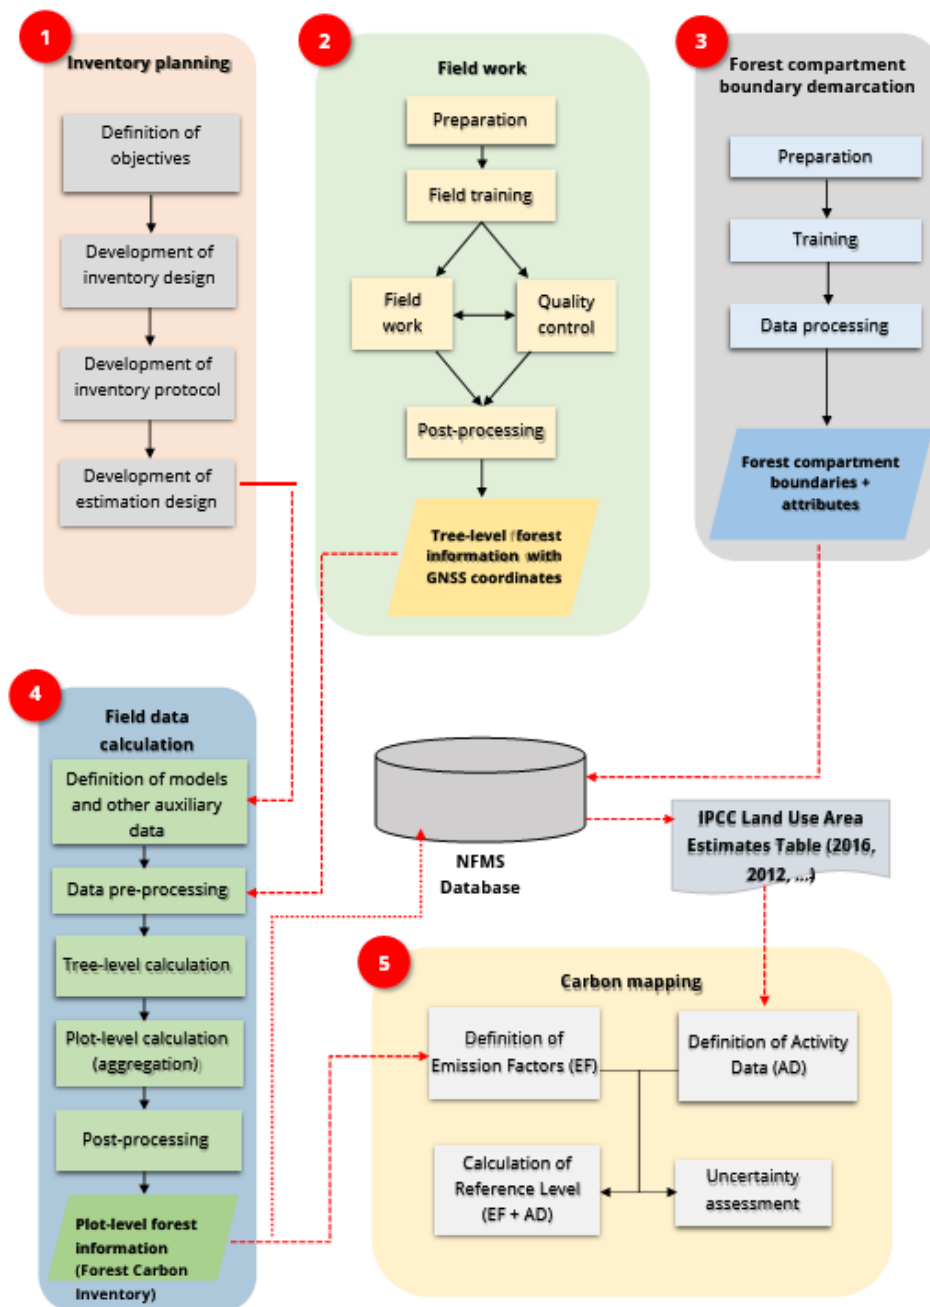 1
Inventory planning
Definition of
objectives
Development of
inventory design
Development of
inventory protocol
Development of
estimation design
2
Field work
Preparation
Field training
Field
work
Quality
control
Post-processing
Tree-level forest
information with
GNSS coordinates
3
Forest compartment
boundary demarcation
Preparation
Training
Data processing
Forest compartment
boundaries +
attributes
4
Field data
calculation
Definition of models
and other auxiliary
data
Data pre-processing
Tree-level calculation
Plot-level calculation
(aggregation)
Post-processing
Plot-level forest
information
(Forest Carbon
Inventory)
NFMS
Database
IPCC Land Use Area
Estimates Table (2016,
2012, ...)
5
Carbon mapping
Definition of
Emission Factors (EF)
Definition of Activity
Data (AD)
Calculation of
Reference Level
(EF + AD)
Uncertainty
assessment